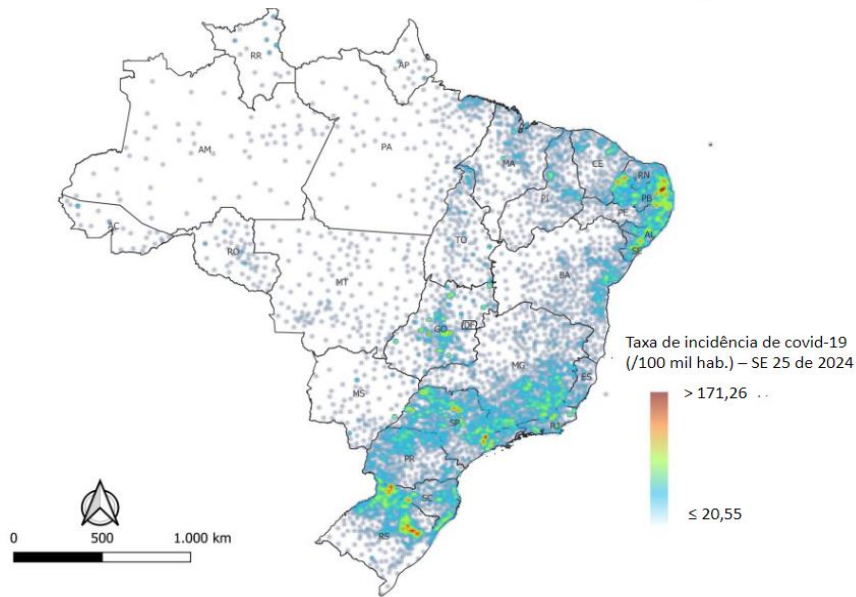 RR
AP
AM
PA
MA
CE
RN
PB
PE
PI
AL
SE
AC
TO
RO
BA
MT
GO
DF
MG
ES
MS
SP
RJ
PR
SC
RS
Taxa de incidência de covid-19
(/100 mil hab.) – SE 25 de 2024
> 171,26
≤ 20,55
0 500 1.000 km